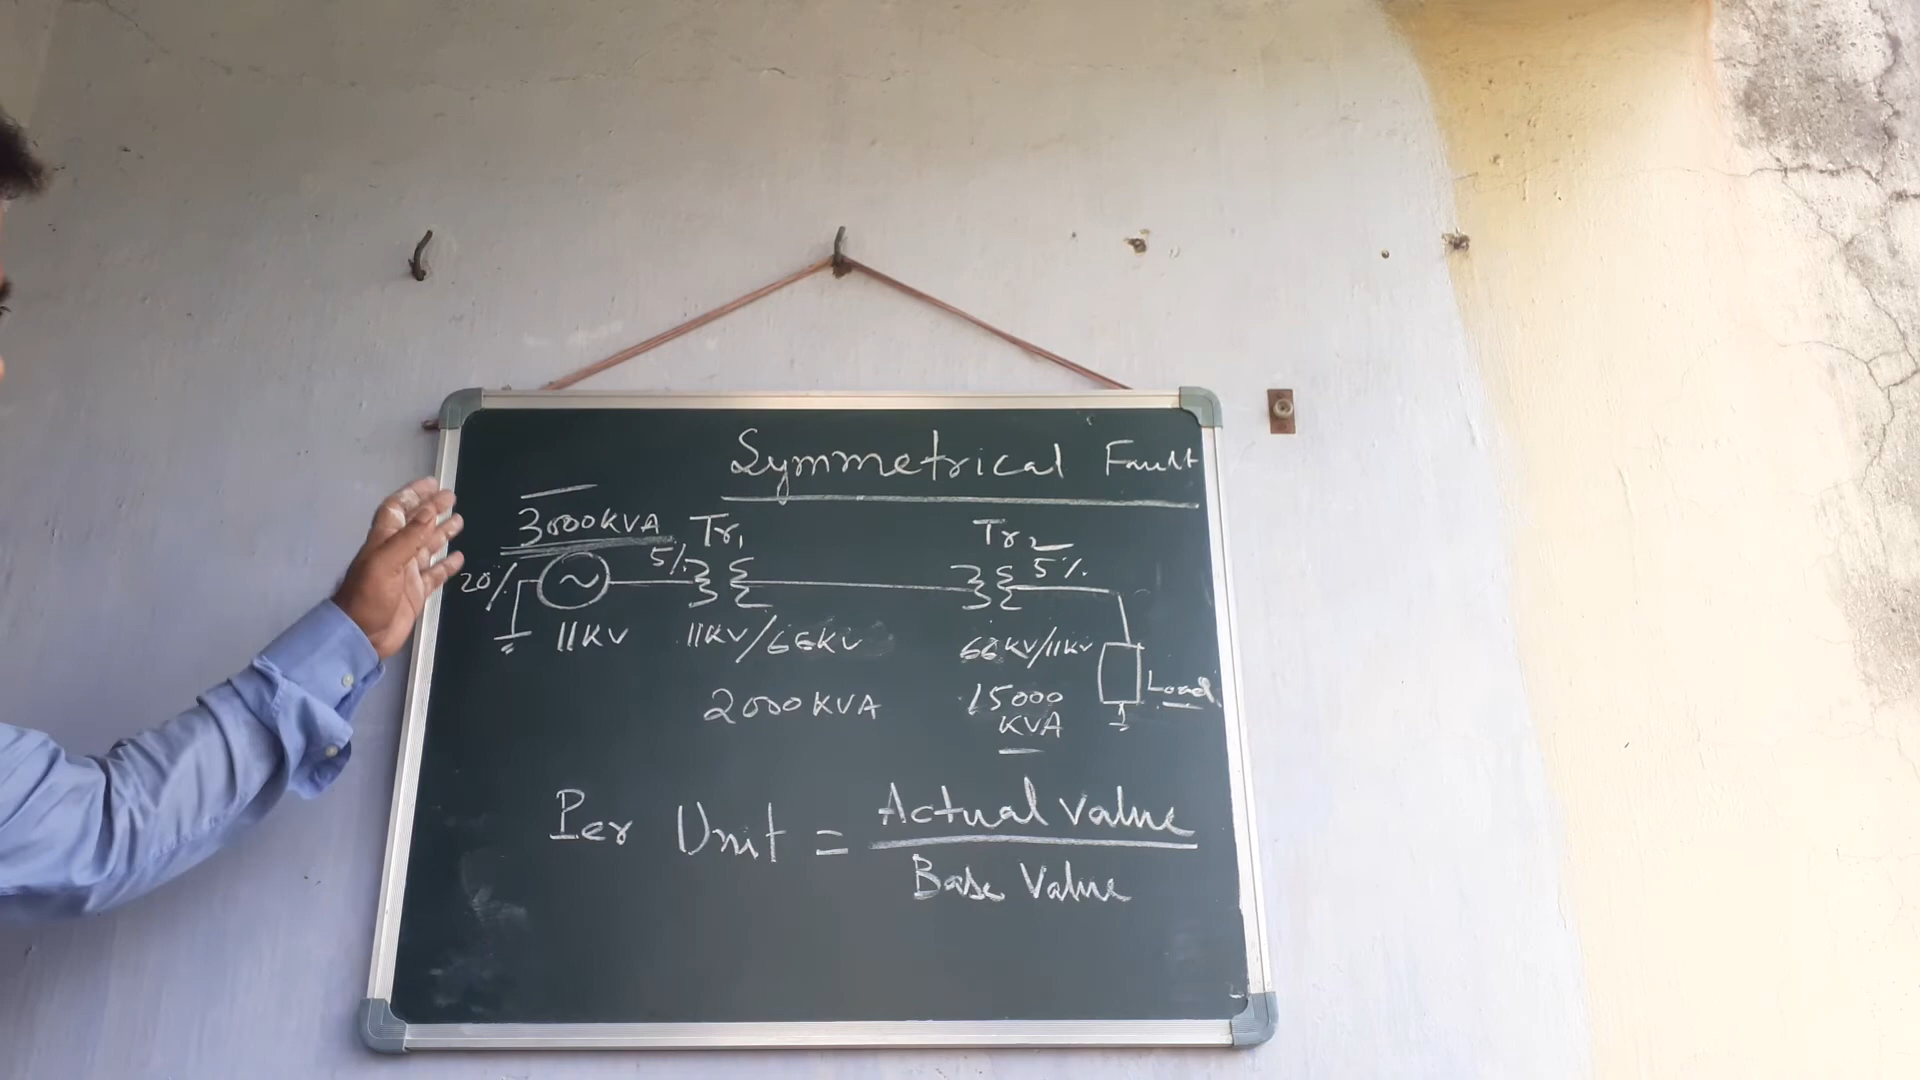 Symmetrical Fault
3000KVA Tr1 Tr2
20% 5% 5%
11KV 11KV/66KV 66KV/11KV
2000KVA 15000 Load
KVA
Per Unit = Actual Value
Base Value